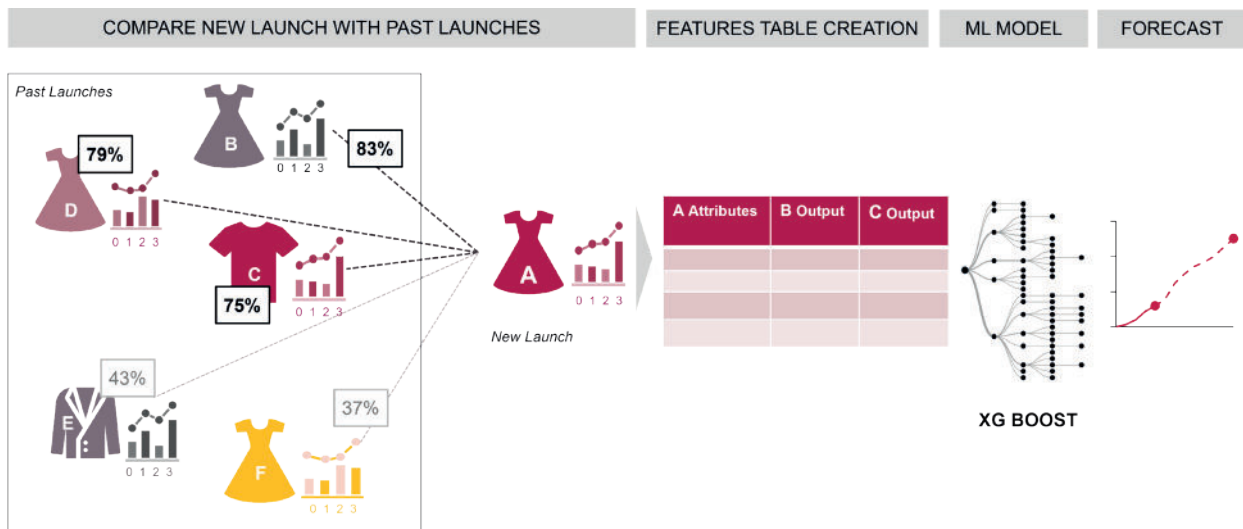 COMPARE NEW LAUNCH WITH PAST LAUNCHES
FEATURES TABLE CREATION
ML MODEL
FORECAST
Past Launches
B
0 1 2 3
83%
79%
D
0 1 2 3
C
75%
0 1 2 3
A
0 1 2 3
New Launch
A Attributes
B Output
C Output
43%
E
0 1 2 3
37%
F
0 1 2 3
XG BOOST